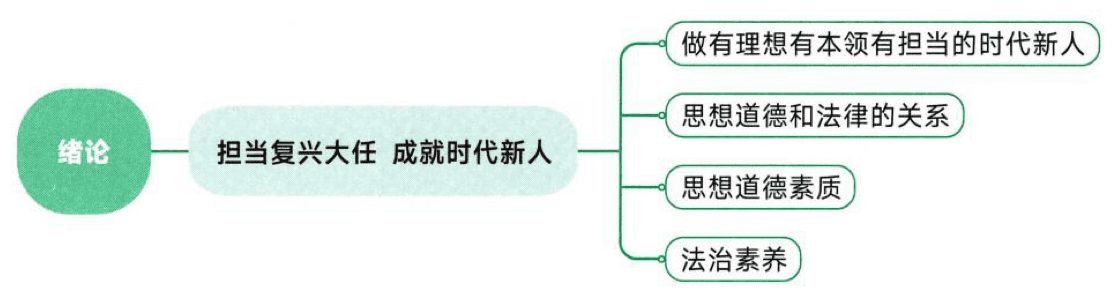 绪论
担当复兴大任 成就时代新人
做有理想有本领有担当的时代新人
思想道德和法律的关系
思想道德素质
法治素养